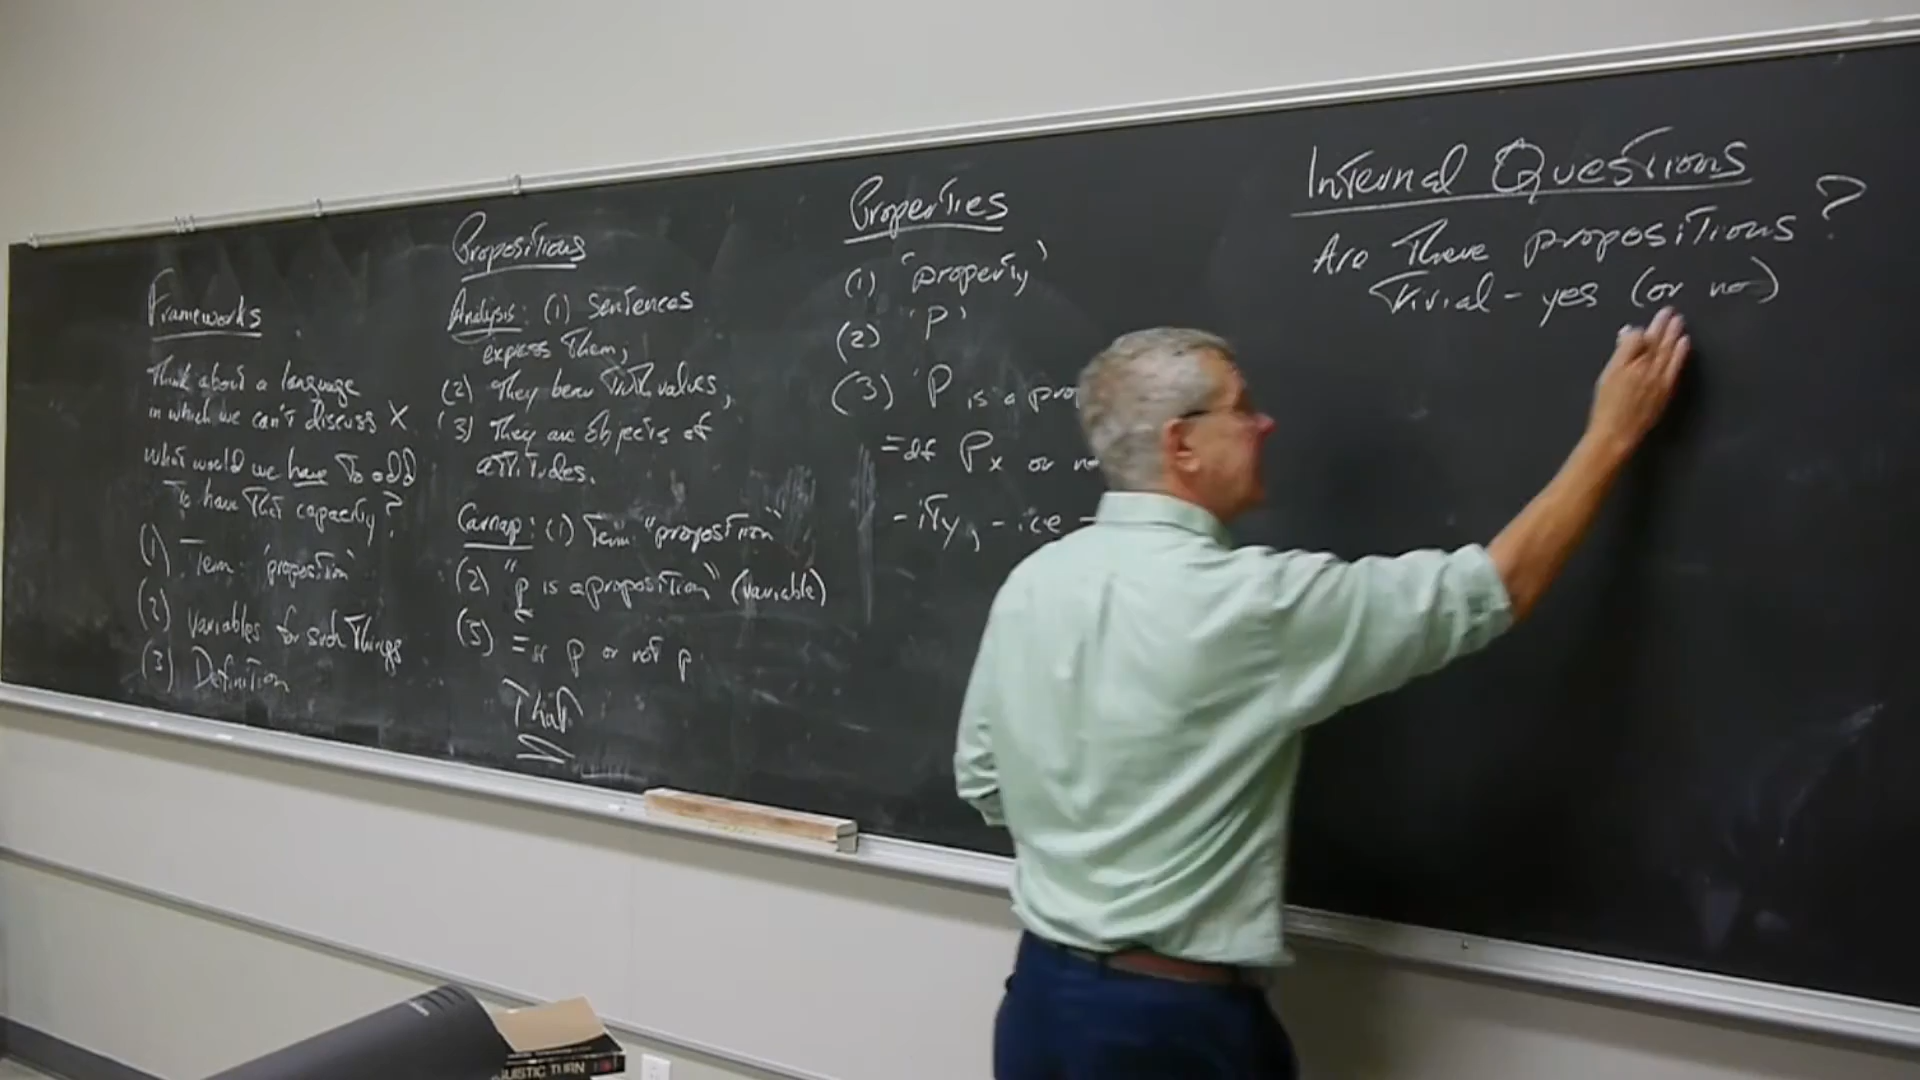 Frameworks
Think about a language
in which we can't discuss X
What would we have to add
to have that capacity?
(1) Term: 'proposition'
(2) Variables for such things
(3) Definition
Propositions
Analysis: (1) Sentences
express them;
(2) They bear truth values;
(3) They are objects of
attitudes.
Carnap: (1) Term "proposition"
(2) "p is a proposition" (variable)
(3) =df p or not p
That
Properties
(1) 'property'
(2) 'P'
(3) 'P is a pro
=df Px or no
-ity, -ice -
Internal Questions
Are there propositions?
Trivial - yes (or no)
UISTIC TURN